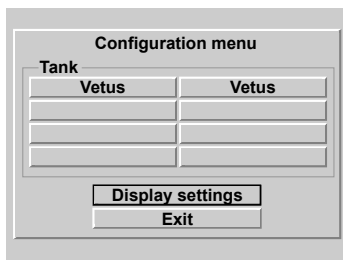 Configuration menu
Tank
Vetus Vetus
Display settings
Exit